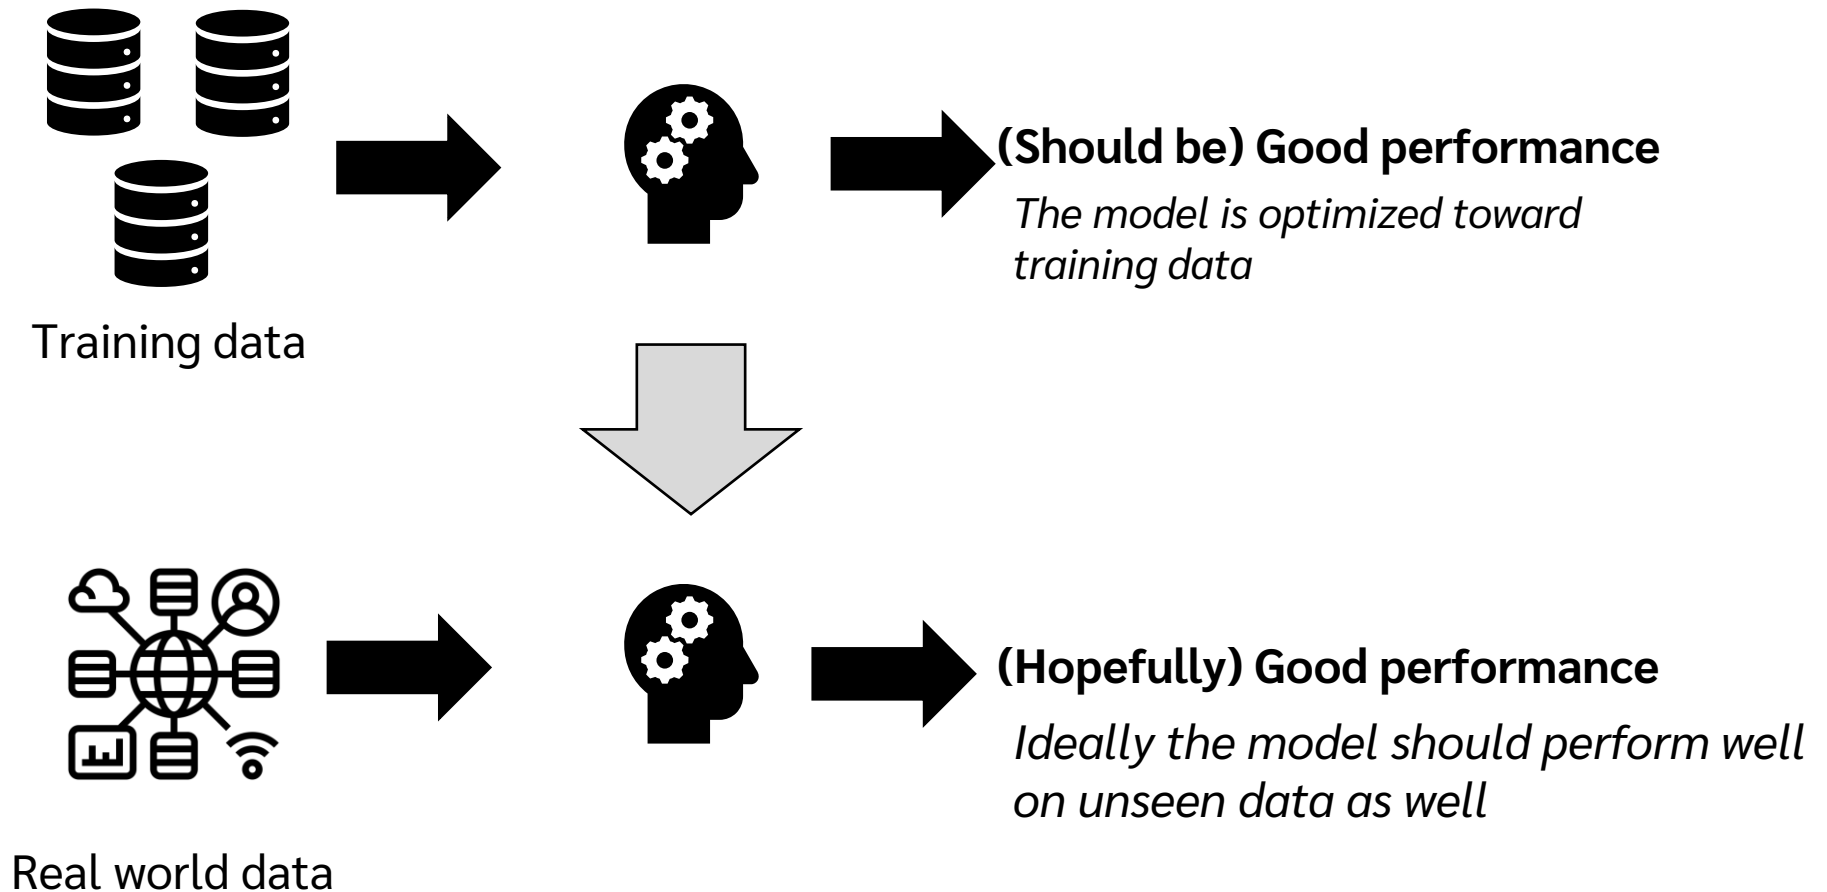 (Should be) Good performance
The model is optimized toward
training data
Training data
(Hopefully) Good performance
Ideally the model should perform well
on unseen data as well
Real world data